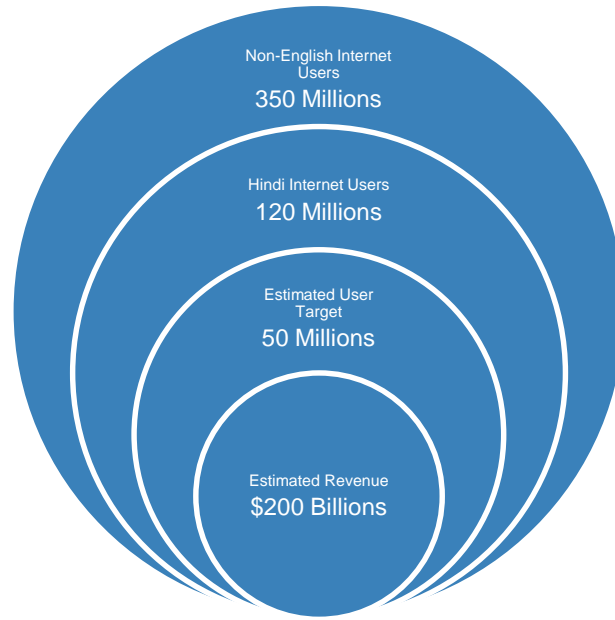 Non-English Internet
Users
350 Millions
Hindi Internet Users
120 Millions
Estimated User
Target
50 Millions
Estimated Revenue
$200 Billions